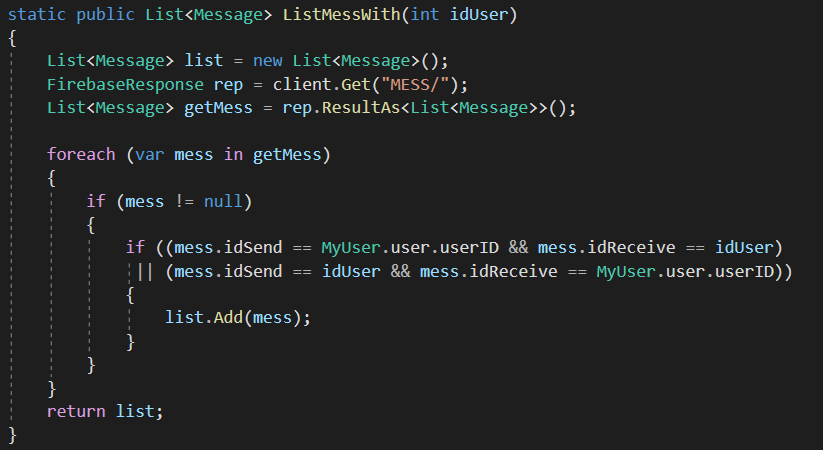 static public List<Message> ListMessWith(int idUser)
{
    List<Message> list = new List<Message>();
    FirebaseResponse rep = client.Get("MESS/");
    List<Message> getMess = rep.ResultAs<List<Message>>();

    foreach (var mess in getMess)
    {
        if (mess != null)
        {
            if ((mess.idSend == MyUser.user.userID && mess.idReceive == idUser)
             || (mess.idSend == idUser && mess.idReceive == MyUser.user.userID))
            {
                list.Add(mess);
            }
        }
    }
    return list;
}